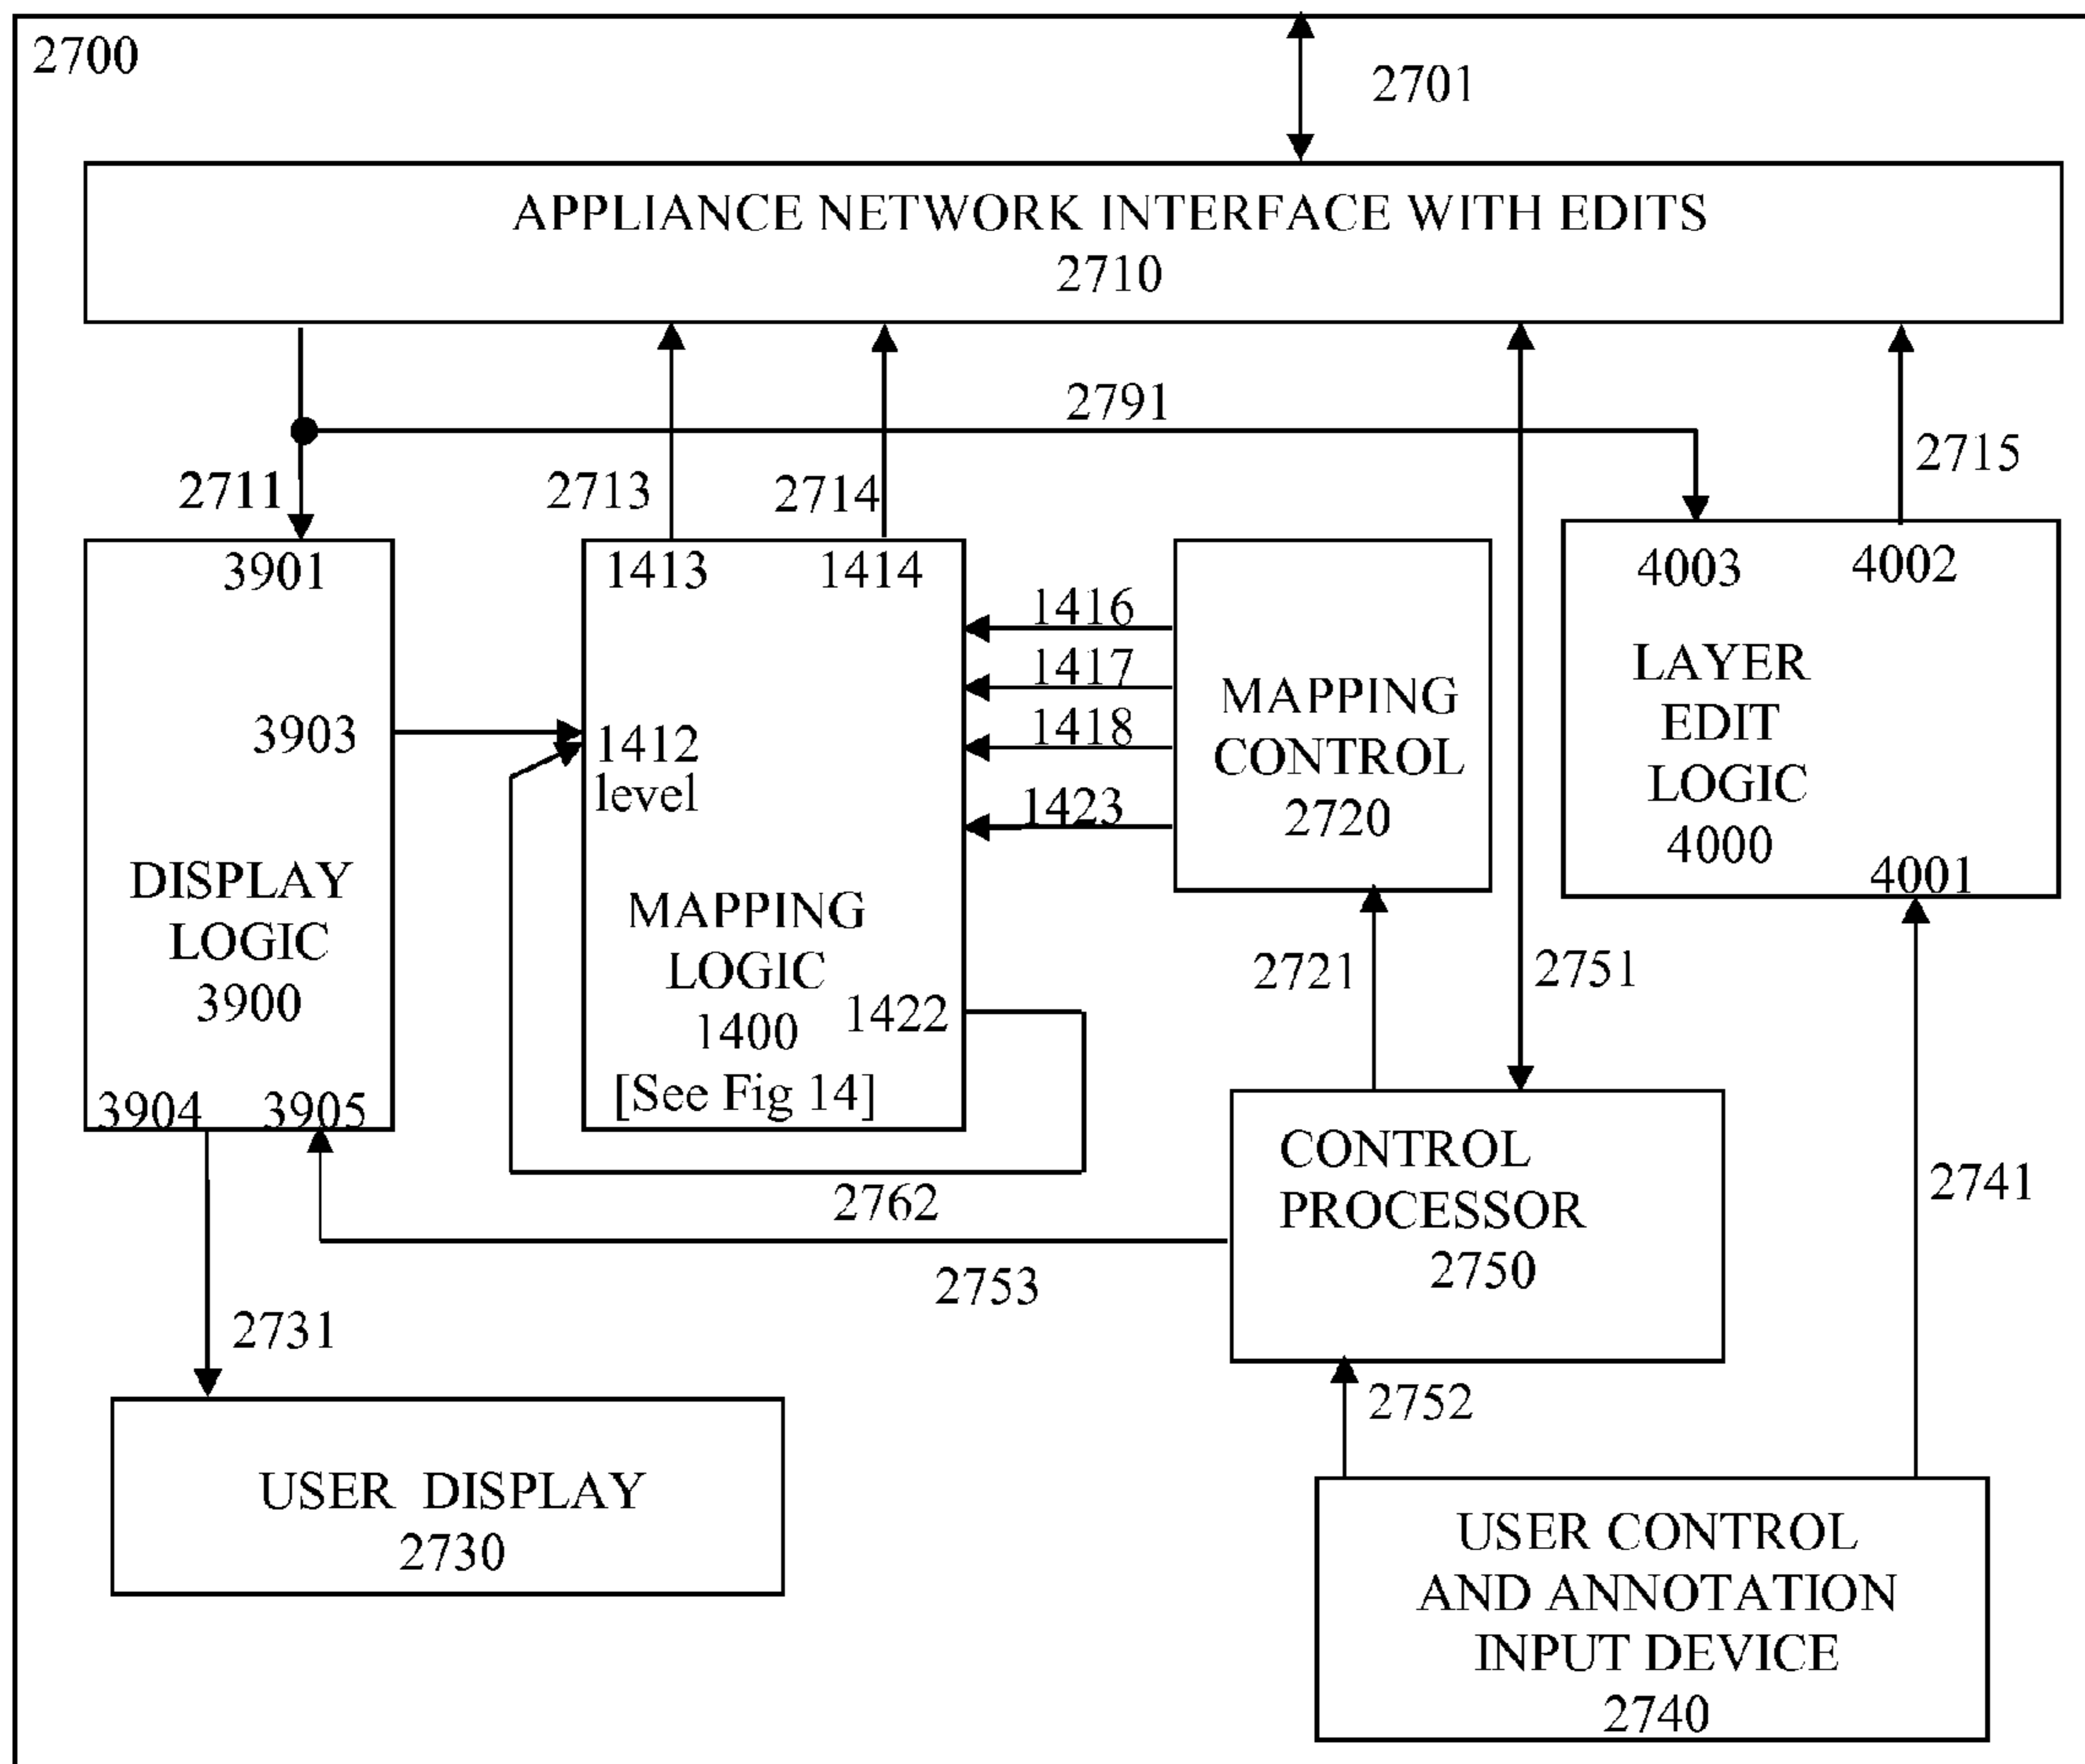 2700
2701
APPLIANCE NETWORK INTERFACE WITH EDITS
2710
2791
2711
2713
2714
2715
3901
3903
DISPLAY
LOGIC
3900
3904
3905
1413
1414
1412
level
MAPPING
LOGIC
1400
1422
[See Fig 14]
1416
1417
1418
1423
MAPPING
CONTROL
2720
4003
4002
LAYER
EDIT
LOGIC
4000
4001
2721
2751
2741
2762
2753
CONTROL
PROCESSOR
2750
2731
2752
USER DISPLAY
2730
USER CONTROL
AND ANNOTATION
INPUT DEVICE
2740